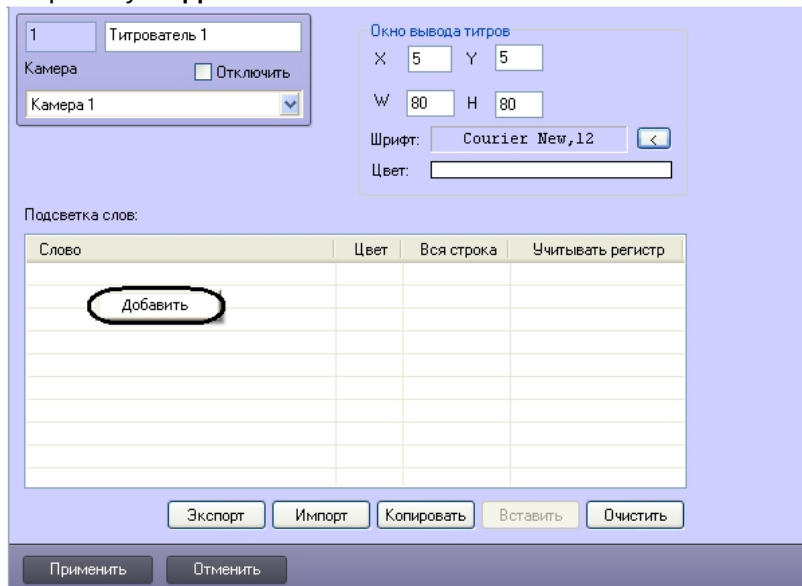 1 Титрователь 1
Камера Отключить
Камера 1
Окно вывода титров
X 5 Y 5
W 80 H 80
Шрифт: Courier New,12 <
Цвет:
Подсветка слов:
Слово Цвет Вся строка Учитывать регистр
Добавить
Экспорт Импорт Копировать Вставить Очистить
Применить Отменить